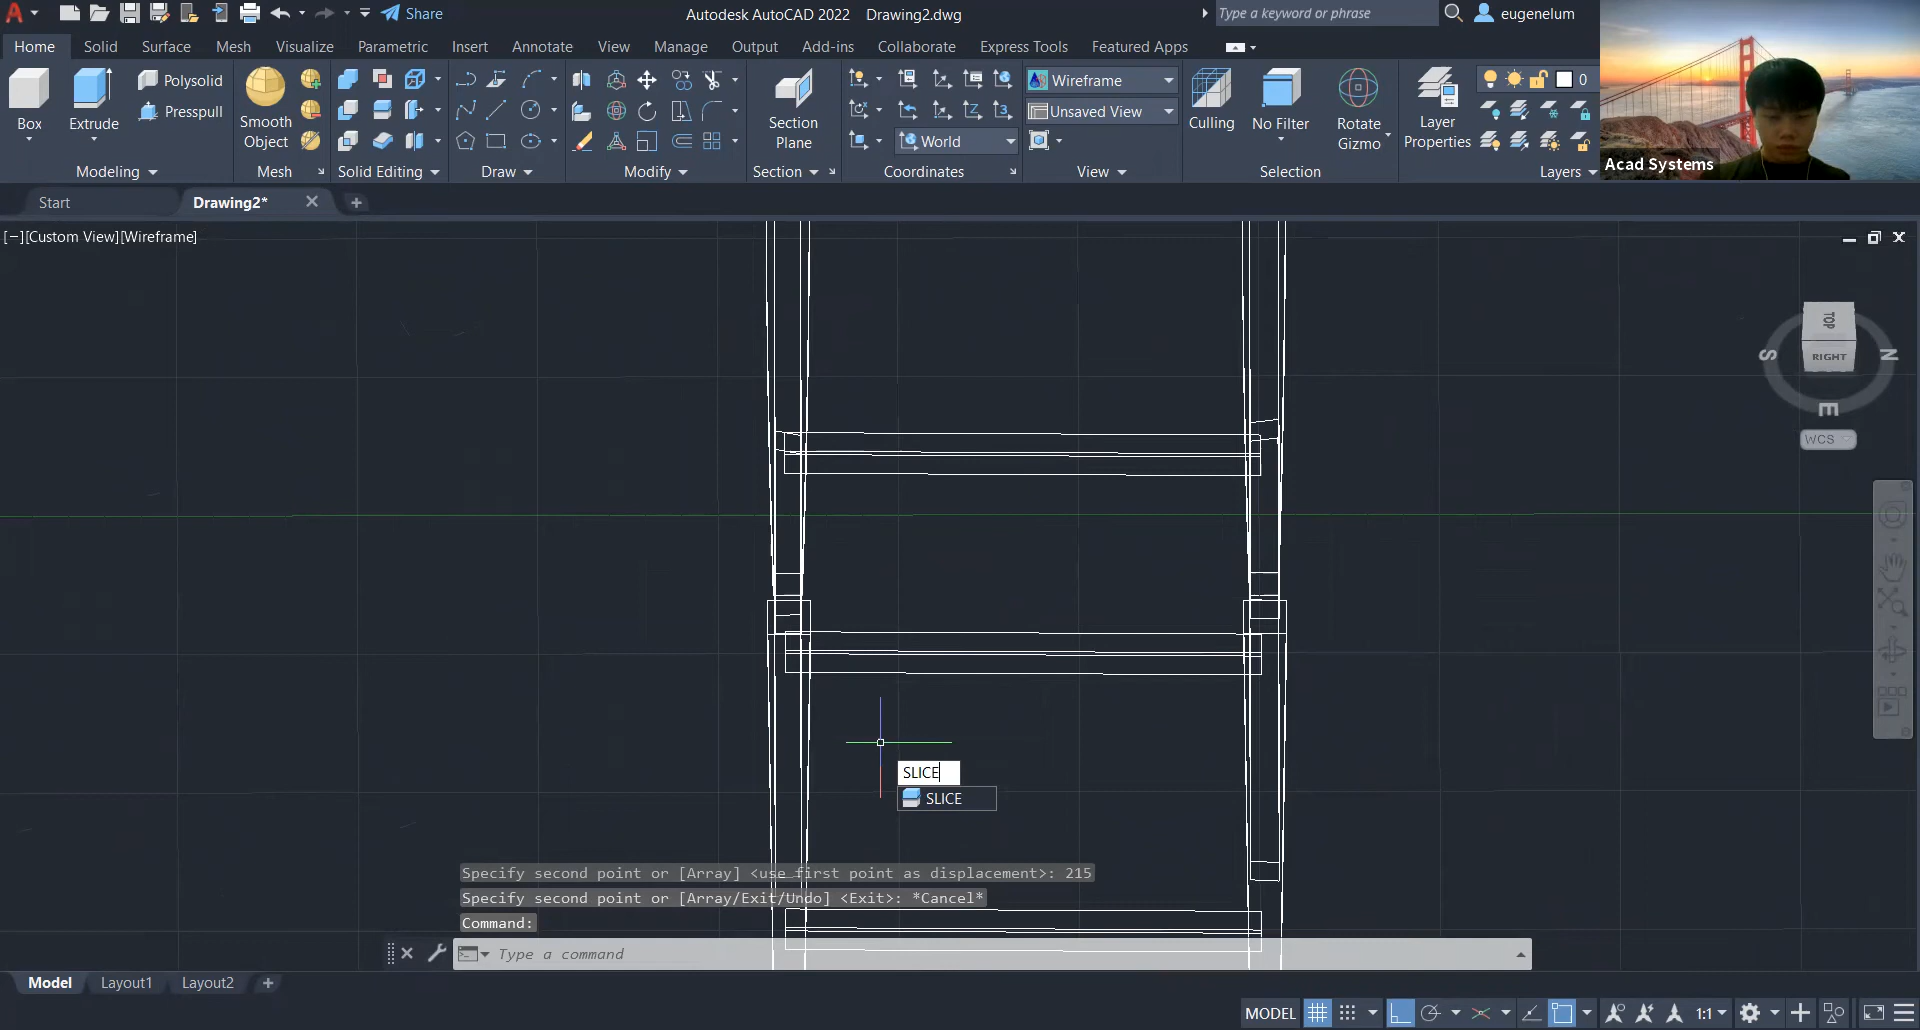 Share
Autodesk AutoCAD 2022 Drawing2.dwg
Type a keyword or phrase
eugenelum
Home Solid Surface Mesh Visualize Parametric Insert Annotate View Manage Output Add-ins Collaborate Express Tools Featured Apps
Box
Extrude
Polysolid
Presspull
Modeling
Smooth
Object
Mesh
Solid Editing
Draw
Modify
Section
Plane
Section
World
Coordinates
Wireframe
Unsaved View
View
Culling
No Filter
Rotate
Gizmo
Selection
Layer
Properties
0
Layers
Acad Systems
Start
Drawing2*
[−][Custom View][Wireframe]
TOP
RIGHT
S
N
E
WCS
SLICE
SLICE
Specify second point or [Array] <use first point as displacement>: 215
Specify second point or [Array/Exit/Undo] <Exit>: *Cancel*
Command:
Type a command
Model Layout1 Layout2
MODEL
1:1